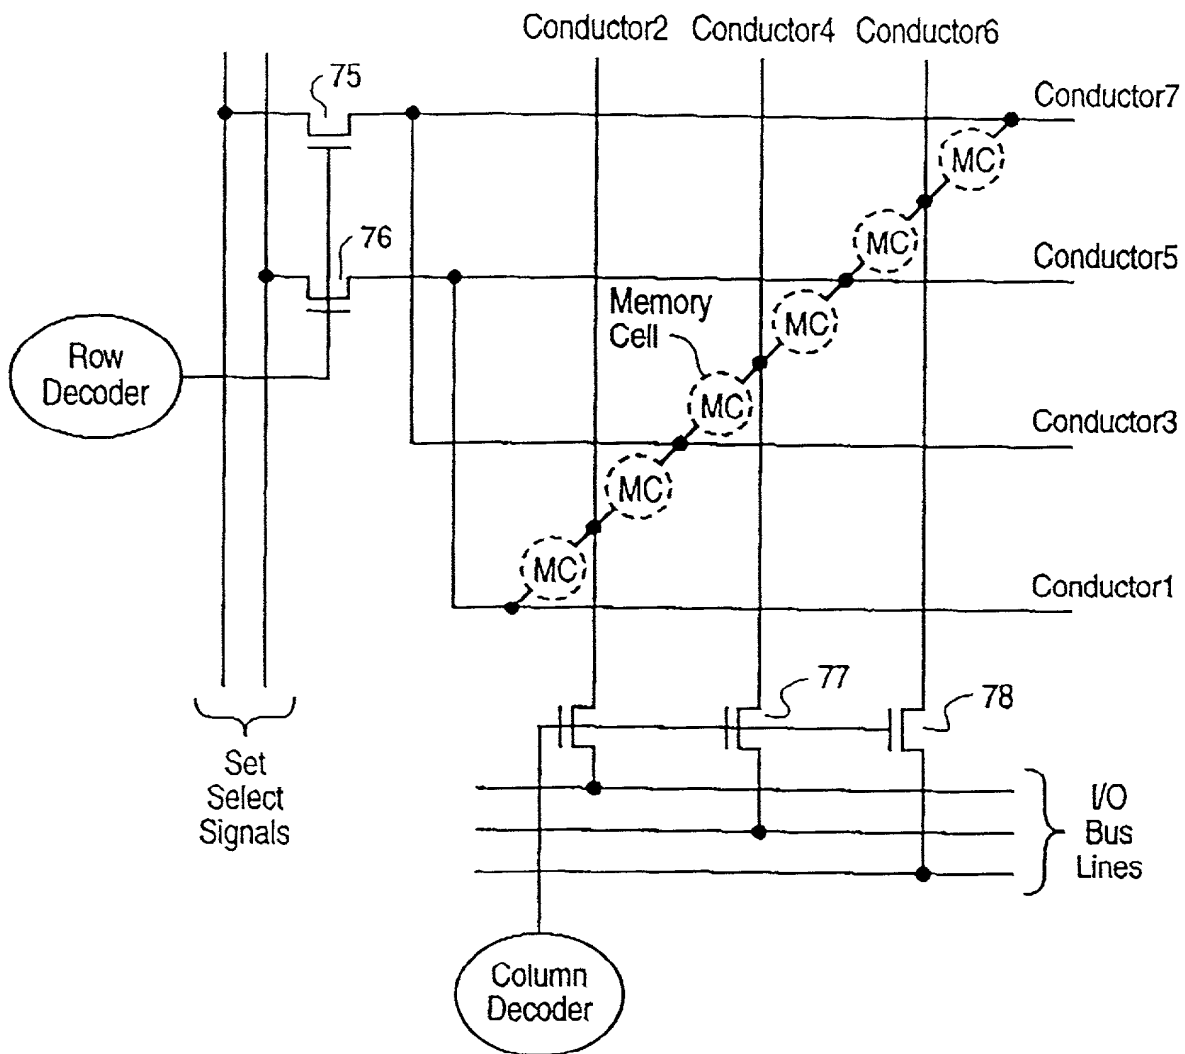 Conductor2 Conductor4 Conductor6
75
Conductor7
MC
76
MC
Conductor5
Memory
Cell
MC
Row
Decoder
MC
Conductor3
MC
MC
Conductor1
77
78
Set
Select
Signals
I/O
Bus
Lines
Column
Decoder